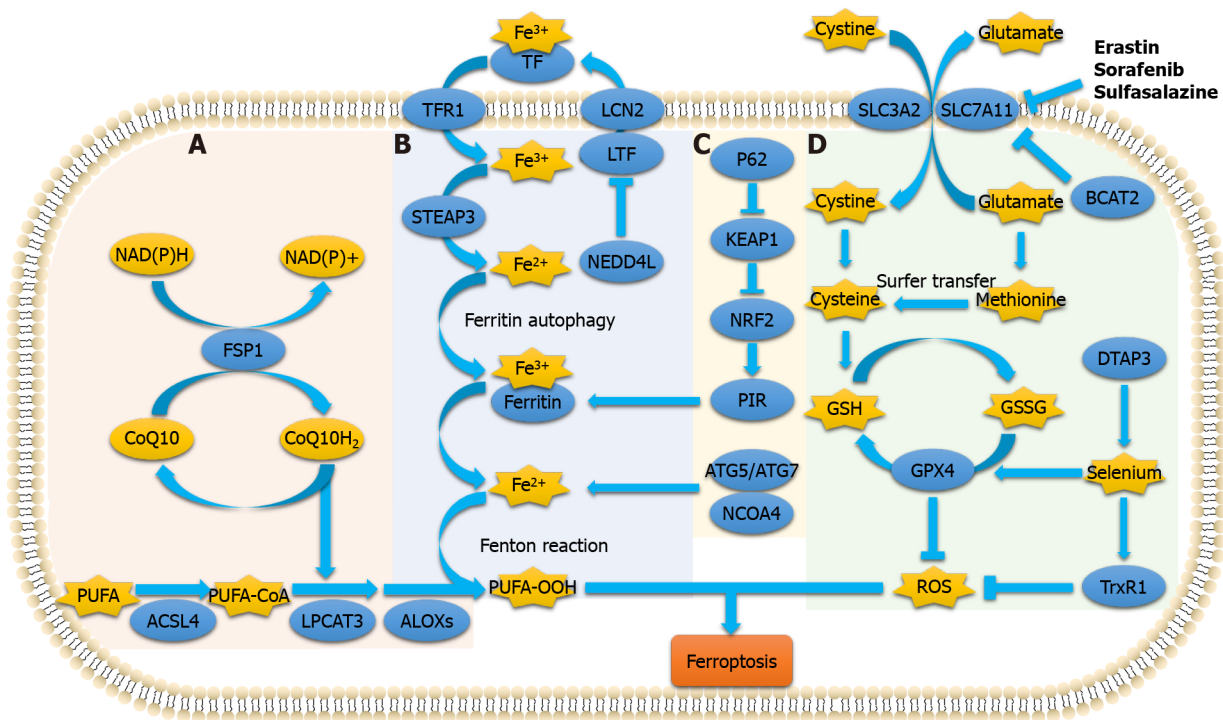 Fe³⁺
TF
Cystine
Glutamate
Erastin
Sorafenib
Sulfasalazine
TFR1
LCN2
SLC3A2
SLC7A11
A
B
C
D
Fe³⁺
LTF
P62
STEAP3
Cystine
Glutamate
BCAT2
NAD(P)H
NAD(P)+
Fe²⁺
NEDD4L
KEAP1
Surfer transfer
Cysteine
Methionine
Ferritin autophagy
NRF2
FSP1
DTAP3
Fe³⁺
Ferritin
PIR
GSH
GSSG
CoQ10
CoQ10H₂
Fe²⁺
ATG5/ATG7
NCOA4
GPX4
Selenium
Fenton reaction
PUFA
PUFA-CoA
PUFA-OOH
ROS
TrxR1
ACSL4
LPCAT3
ALOXs
Ferroptosis